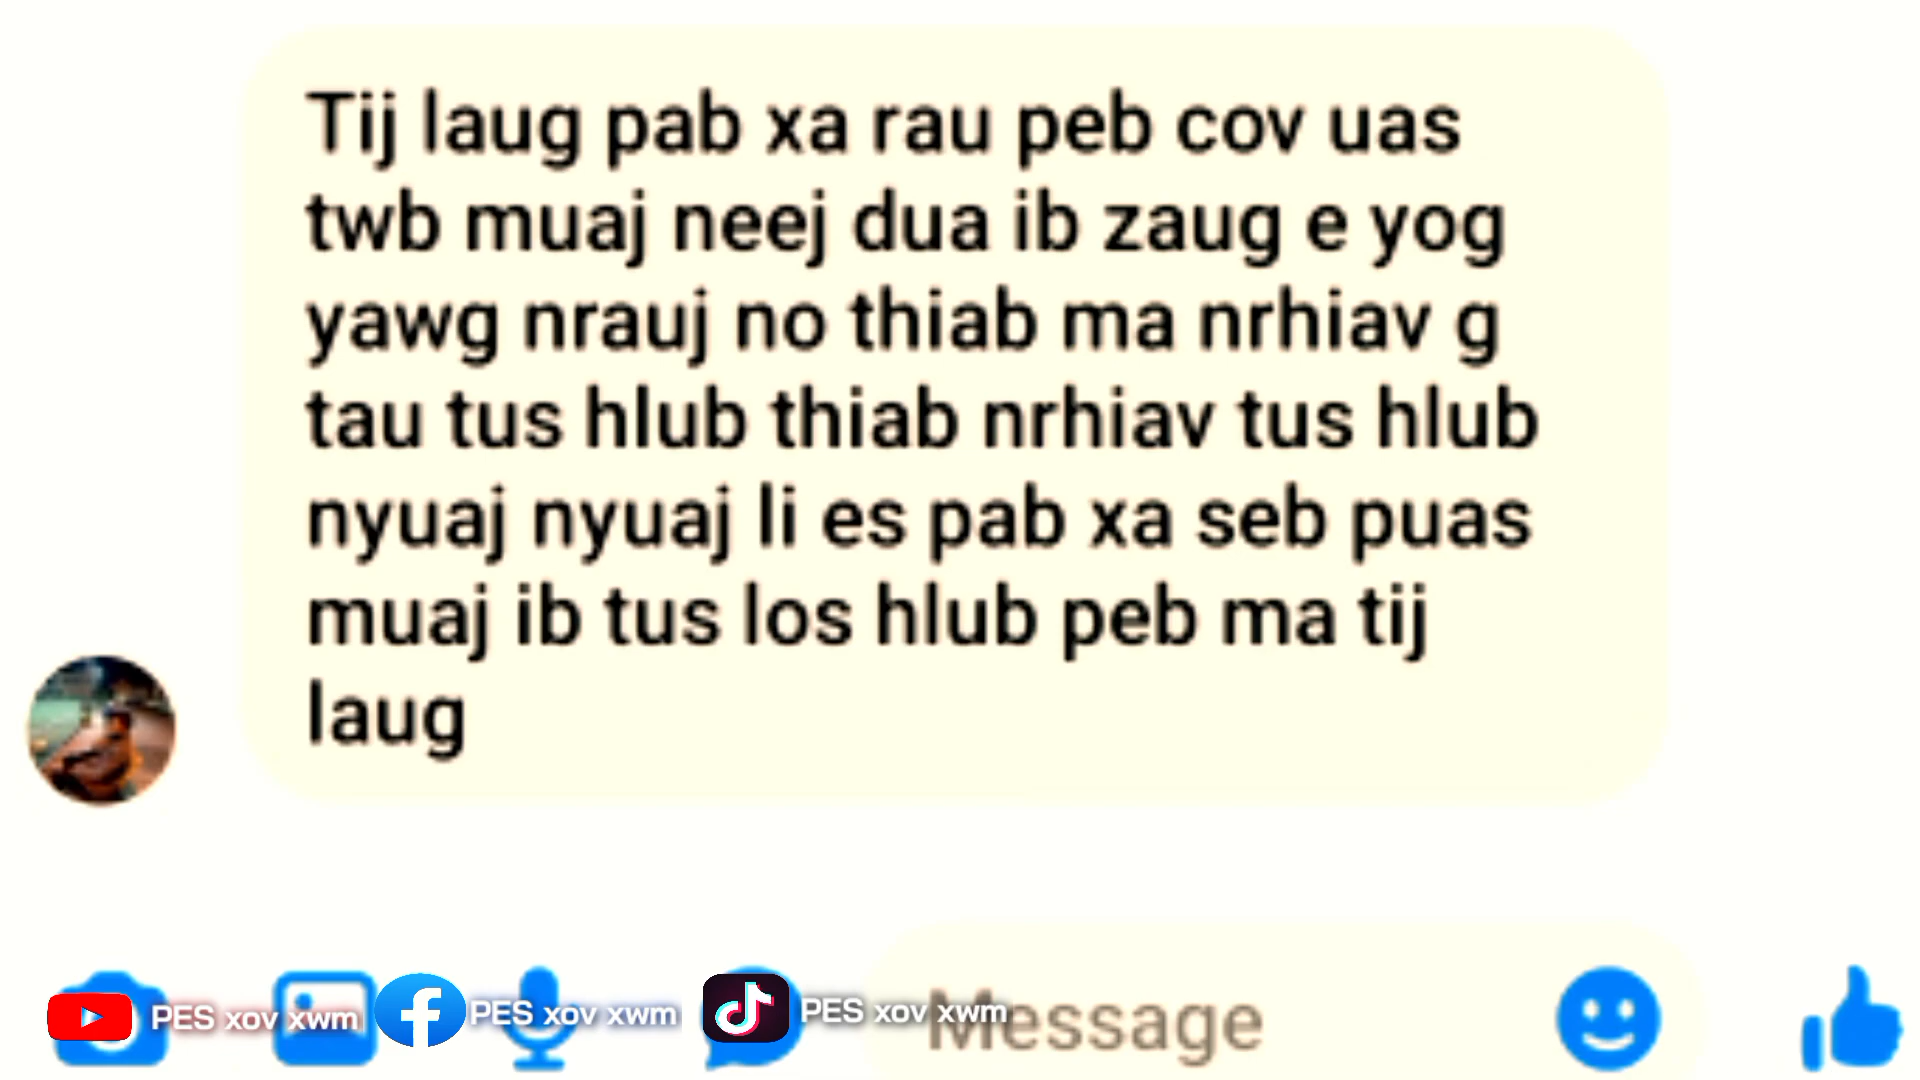 Tij laug pab xa rau peb cov uas
twb muaj neej dua ib zaug e yog
yawg nrauj no thiab ma nrhiav g
tau tus hlub thiab nrhiav tus hlub
nyuaj nyuaj li es pab xa seb puas
muaj ib tus los hlub peb ma tij
laug
PES xov xwm PES xov xwm PES xov xwm Message